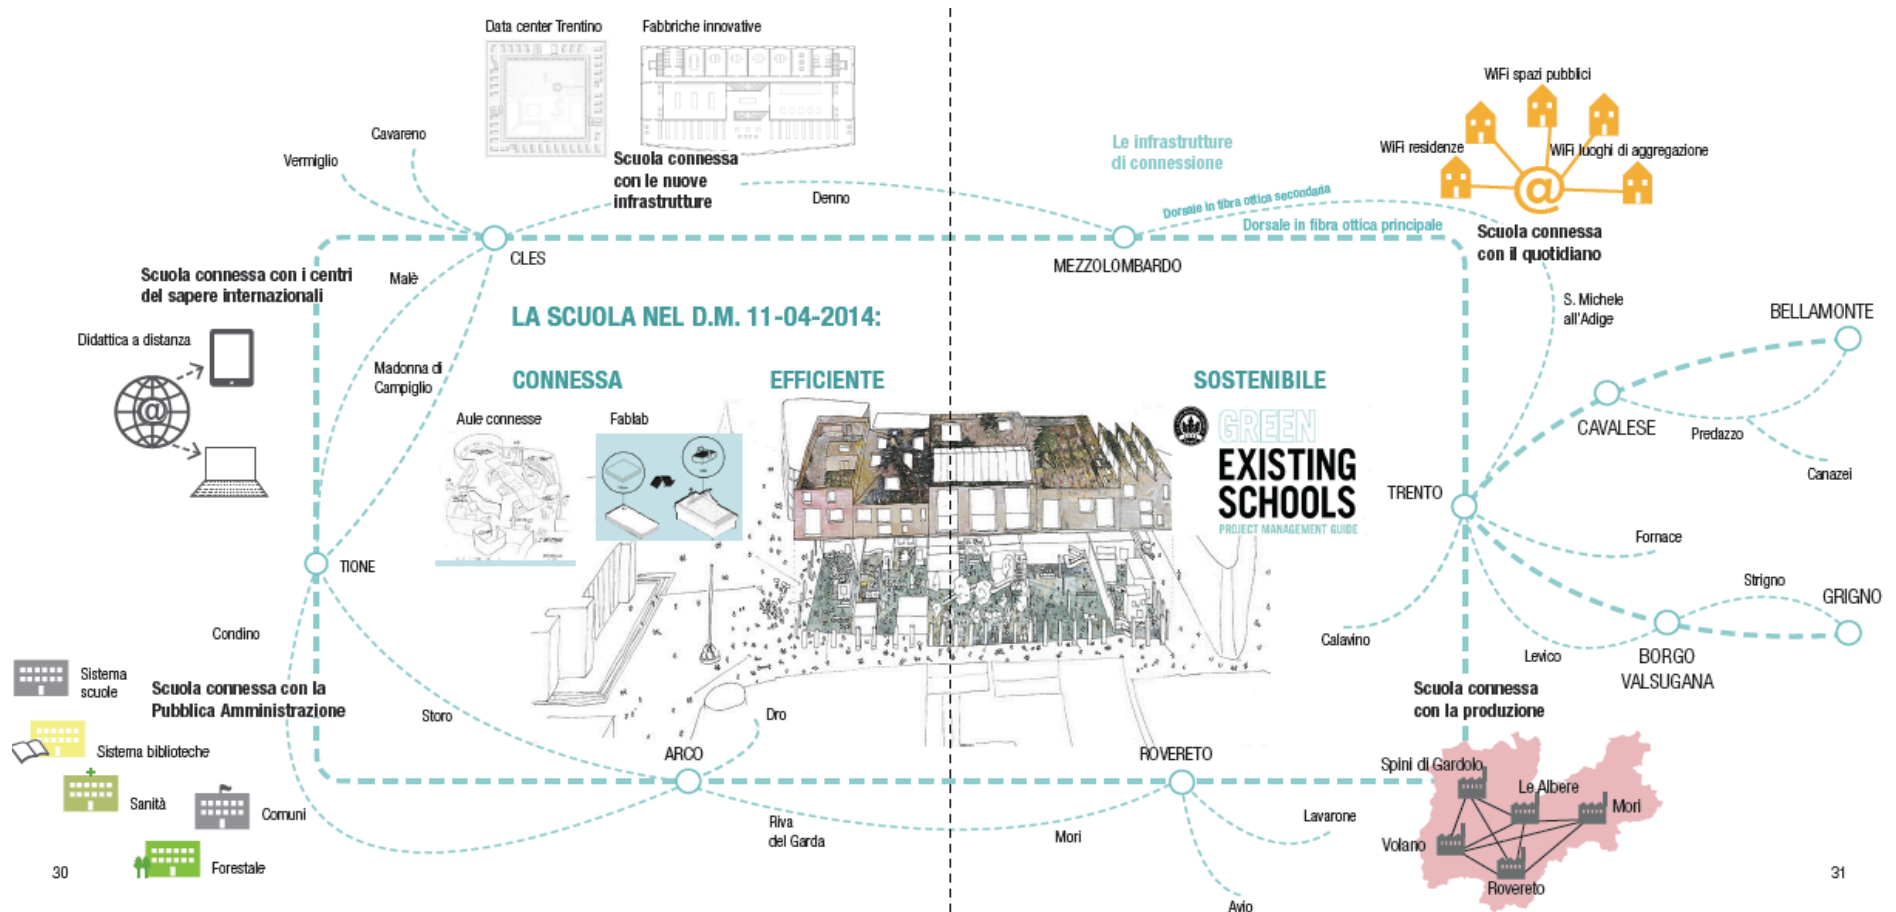 Data center Trentino
Fabbriche innovative
Scuola connessa
con le nuove
infrastrutture
Cavareno
Vermiglio
Denno
CLES
Malè
Madonna di
Campiglio
Scuola connessa con i centri
del sapere internazionali
Didattica a distanza
@
LA SCUOLA NEL D.M. 11-04-2014:
CONNESSA
EFFICIENTE
SOSTENIBILE
Aule connesse
Fablab
GREEN
EXISTING
SCHOOLS
PROJECT MANAGEMENT GUIDE
Le infrastrutture
di connessione
Dorsale in fibra ottica secondaria
Dorsale in fibra ottica principale
MEZZOLOMBARDO
WiFi spazi pubblici
WiFi residenze
WiFi luoghi di aggregazione
@
Scuola connessa
con il quotidiano
S. Michele
all'Adige
BELLAMONTE
CAVALESE
Predazzo
Canazei
TRENTO
Fornace
Strigno
GRIGNO
Calavino
Levico
BORGO
VALSUGANA
TIONE
Condino
Sistema
scuole
Scuola connessa con la
Pubblica Amministrazione
Sistema biblioteche
Sanità
Comuni
Forestale
Storo
ARCO
Dro
Riva
del Garda
Mori
ROVERETO
Lavarone
Avio
Scuola connessa
con la produzione
Spini di Gardolo
Le Albere
Mori
Volano
Rovereto
30
31